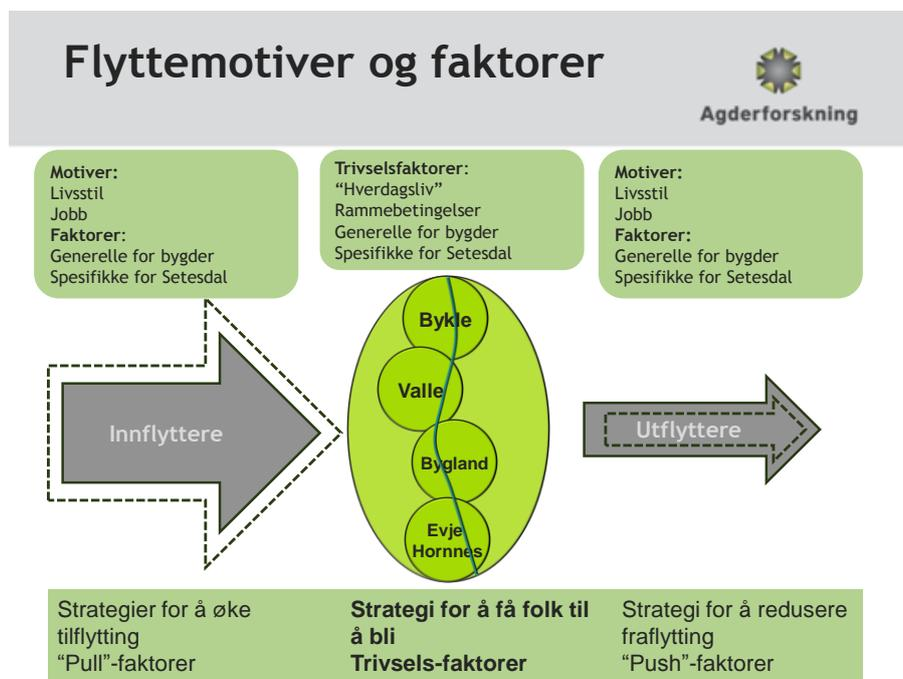 Flyttemotiver og faktorer
Agderforskning
Motiver:
Livsstil
Jobb
Faktorer:
Generelle for bygder
Spesifikke for Setesdal
Trivselsfaktorer:
“Hverdagsliv”
Rammebetingelser
Generelle for bygder
Spesifikke for Setesdal
Motiver:
Livsstil
Jobb
Faktorer:
Generelle for bygder
Spesifikke for Setesdal
Innflyttere
Bykle
Valle
Bygland
Evje
Hornnes
Utflyttere
Strategier for å øke
tilflytting
“Pull”-faktorer
Strategi for å få folk til
å bli
Trivsels-faktorer
Strategi for å redusere
fraflytting
“Push”-faktorer